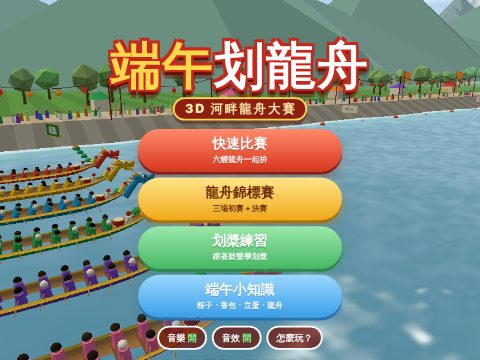 端午划龍舟
3D 河畔龍舟大賽
快速比賽
六艘龍舟一起拚
龍舟錦標賽
三場初賽＋決賽
划槳練習
跟著鼓聲學划槳
端午小知識
粽子 · 香包 · 立蛋 · 龍舟
音樂 開
音效 開
怎麼玩？